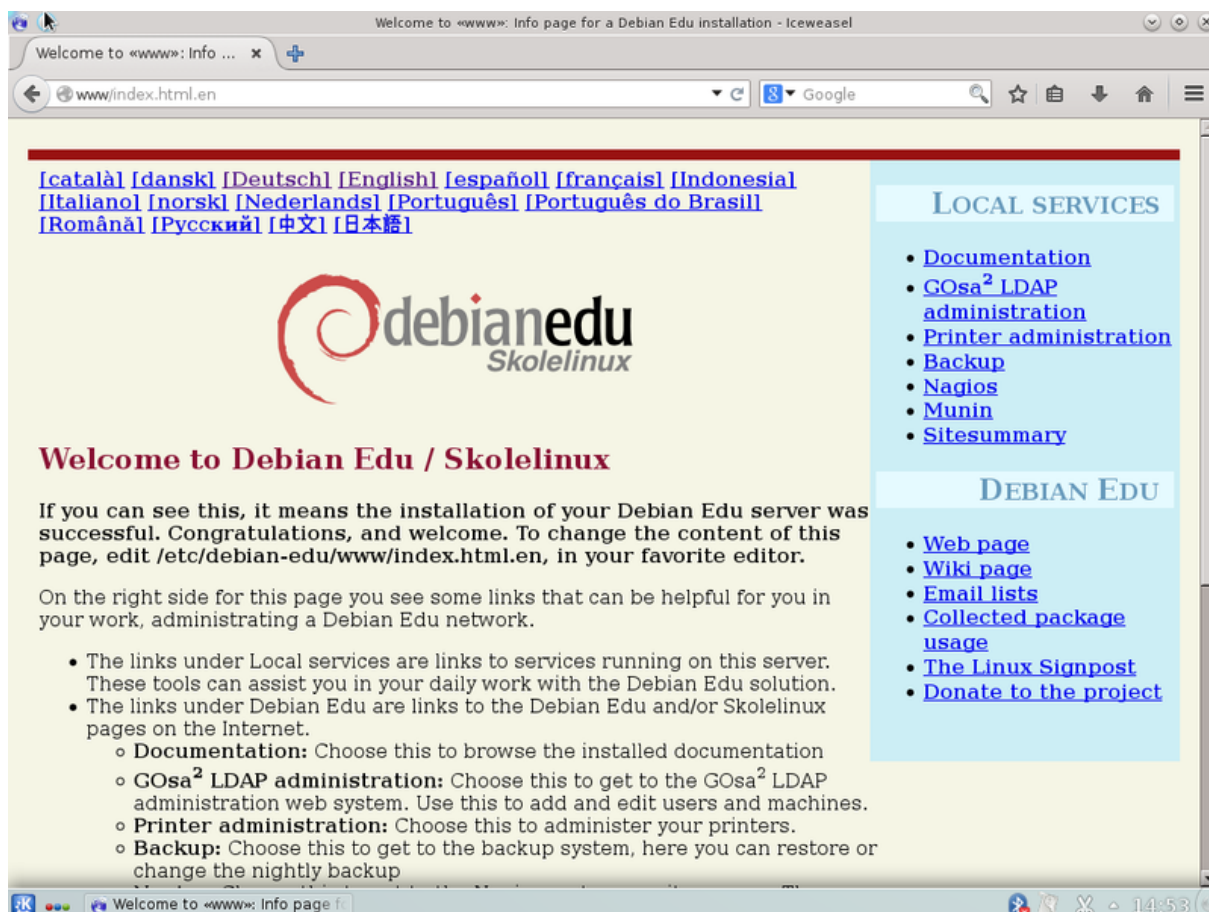 Welcome to «www»: Info page for a Debian Edu installation - Iceweasel
Welcome to «www»: Info ...
www/index.html.en
Google
[català] [dansk] [Deutsch] [English] [español] [français] [Indonesia]
[Italiano] [norsk] [Nederlands] [Português] [Português do Brasil]
[Română] [Русский] [中文] [日本語]
debianedu
Skolelinux
Welcome to Debian Edu / Skolelinux
If you can see this, it means the installation of your Debian Edu server was
successful. Congratulations, and welcome. To change the content of this
page, edit /etc/debian-edu/www/index.html.en, in your favorite editor.
On the right side for this page you see some links that can be helpful for you in
your work, administrating a Debian Edu network.
The links under Local services are links to services running on this server.
These tools can assist you in your daily work with the Debian Edu solution.
The links under Debian Edu are links to the Debian Edu and/or Skolelinux
pages on the Internet.
Documentation: Choose this to browse the installed documentation
GOsa² LDAP administration: Choose this to get to the GOsa² LDAP
administration web system. Use this to add and edit users and machines.
Printer administration: Choose this to administer your printers.
Backup: Choose this to get to the backup system, here you can restore or
change the nightly backup
LOCAL SERVICES
Documentation
GOsa² LDAP
administration
Printer administration
Backup
Nagios
Munin
Sitesummary
DEBIAN EDU
Web page
Wiki page
Email lists
Collected package
usage
The Linux Signpost
Donate to the project
Welcome to «www»: Info page fo
14:53